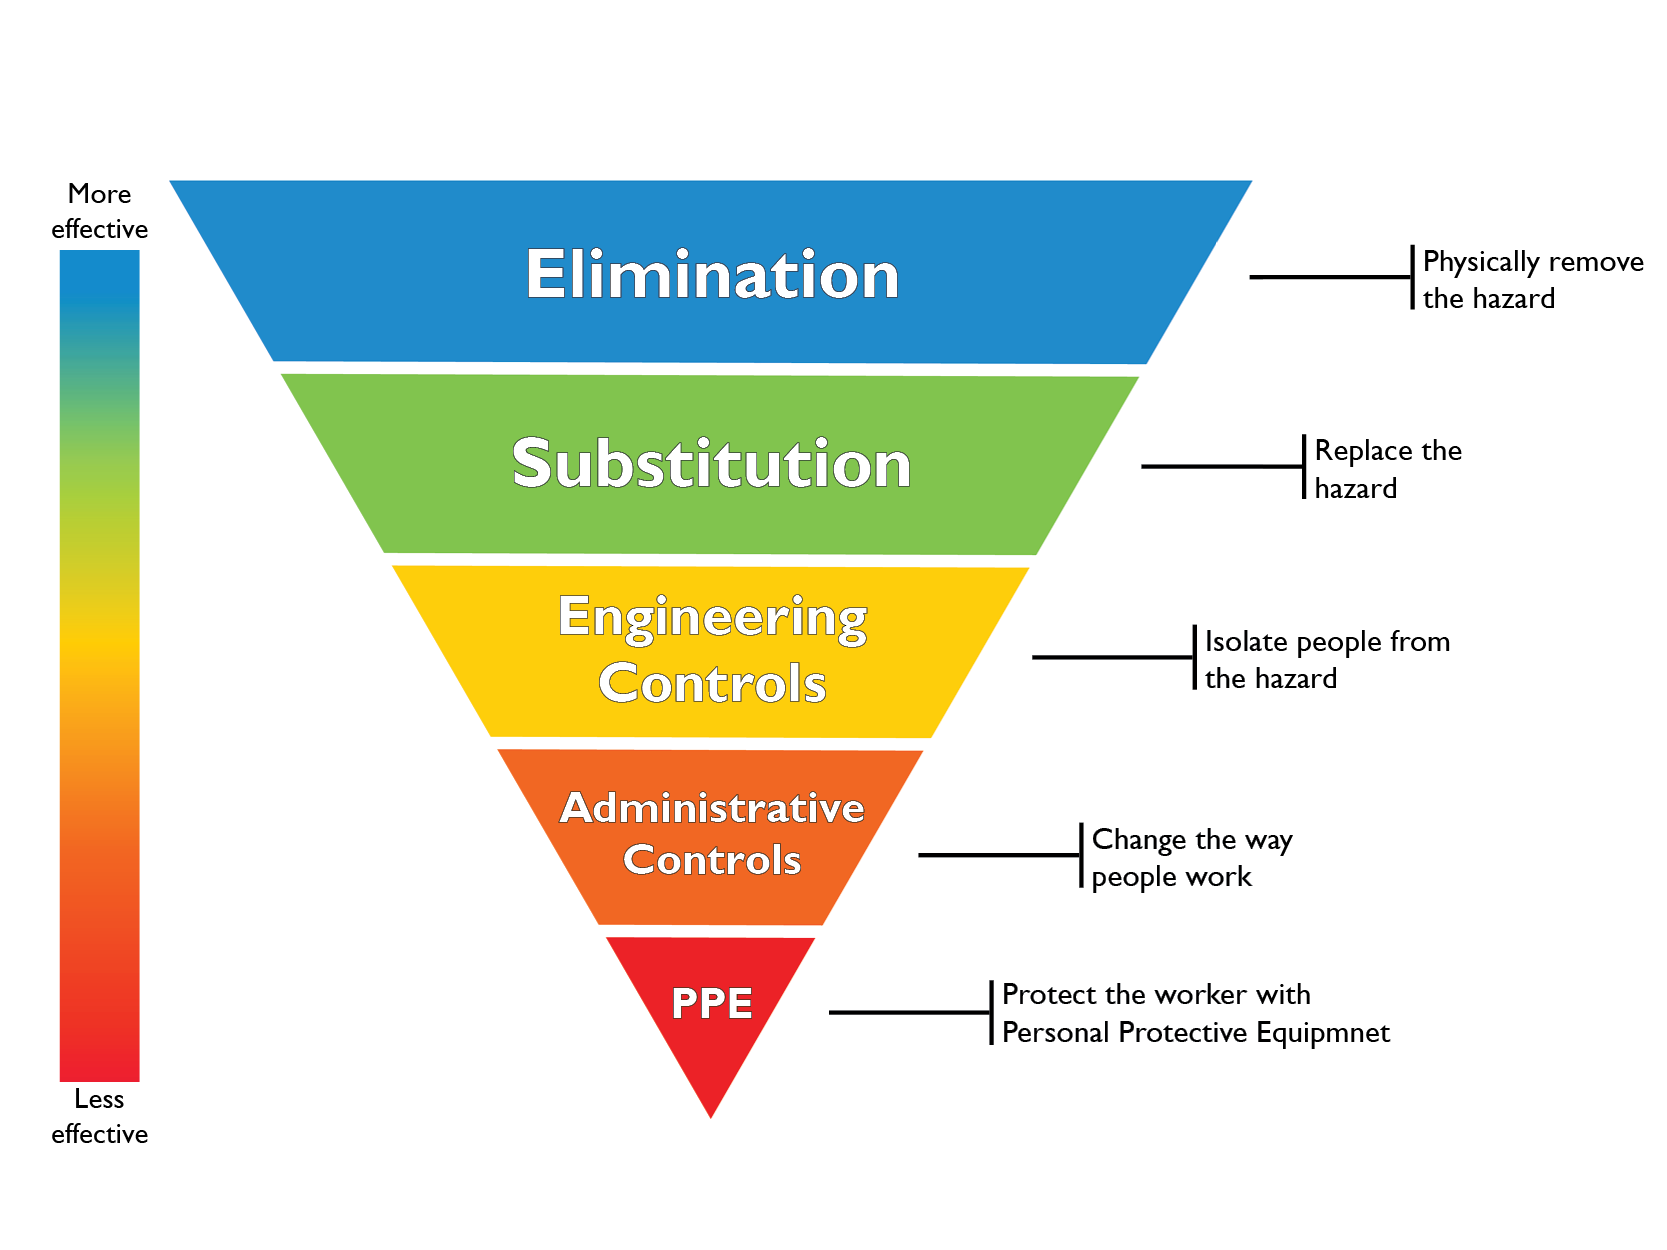 More
effective
Elimination
Physically remove
the hazard
Substitution
Replace the
hazard
Engineering
Controls
Isolate people from
the hazard
Administrative
Controls
Change the way
people work
PPE
Protect the worker with
Personal Protective Equipmnet
Less
effective